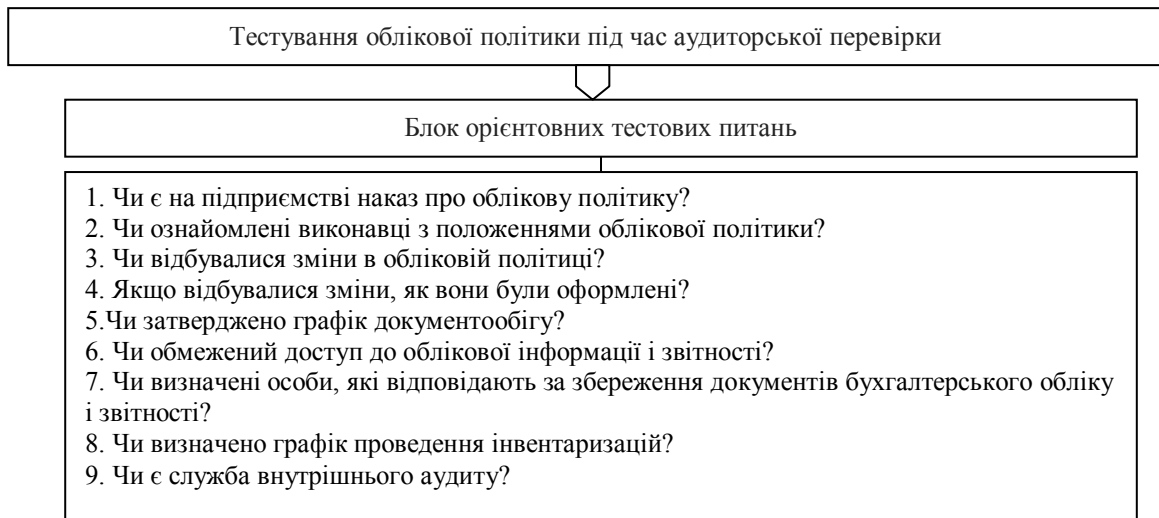 Тестування облікової політики під час аудиторської перевірки
Блок орієнтовних тестових питань
1. Чи є на підприємстві наказ про облікову політику?
2. Чи ознайомлені виконавці з положеннями облікової політики?
3. Чи відбувалися зміни в обліковій політиці?
4. Якщо відбувалися зміни, як вони були оформлені?
5.Чи затверджено графік документообігу?
6. Чи обмежений доступ до облікової інформації і звітності?
7. Чи визначені особи, які відповідають за збереження документів бухгалтерського обліку
і звітності?
8. Чи визначено графік проведення інвентаризацій?
9. Чи є служба внутрішнього аудиту?